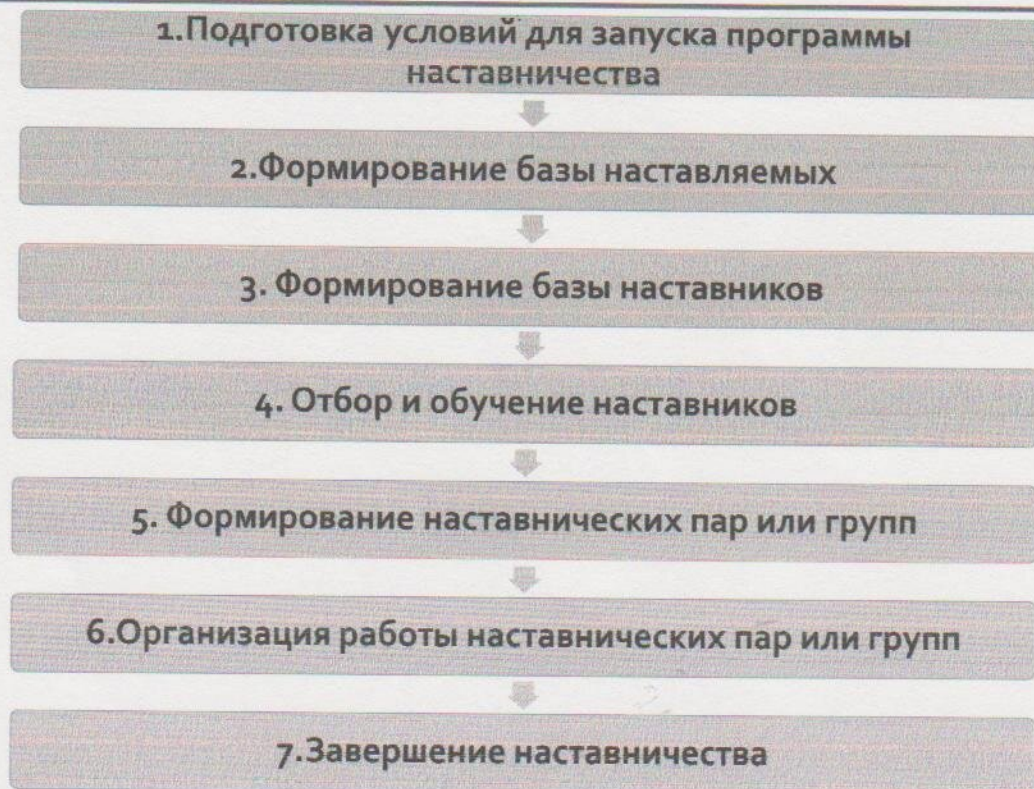 1.Подготовка условий для запуска программы
наставничества
2.Формирование базы наставляемых
3. Формирование базы наставников
4. Отбор и обучение наставников
5. Формирование наставнических пар или групп
6.Организация работы наставнических пар или групп
7.Завершение наставничества